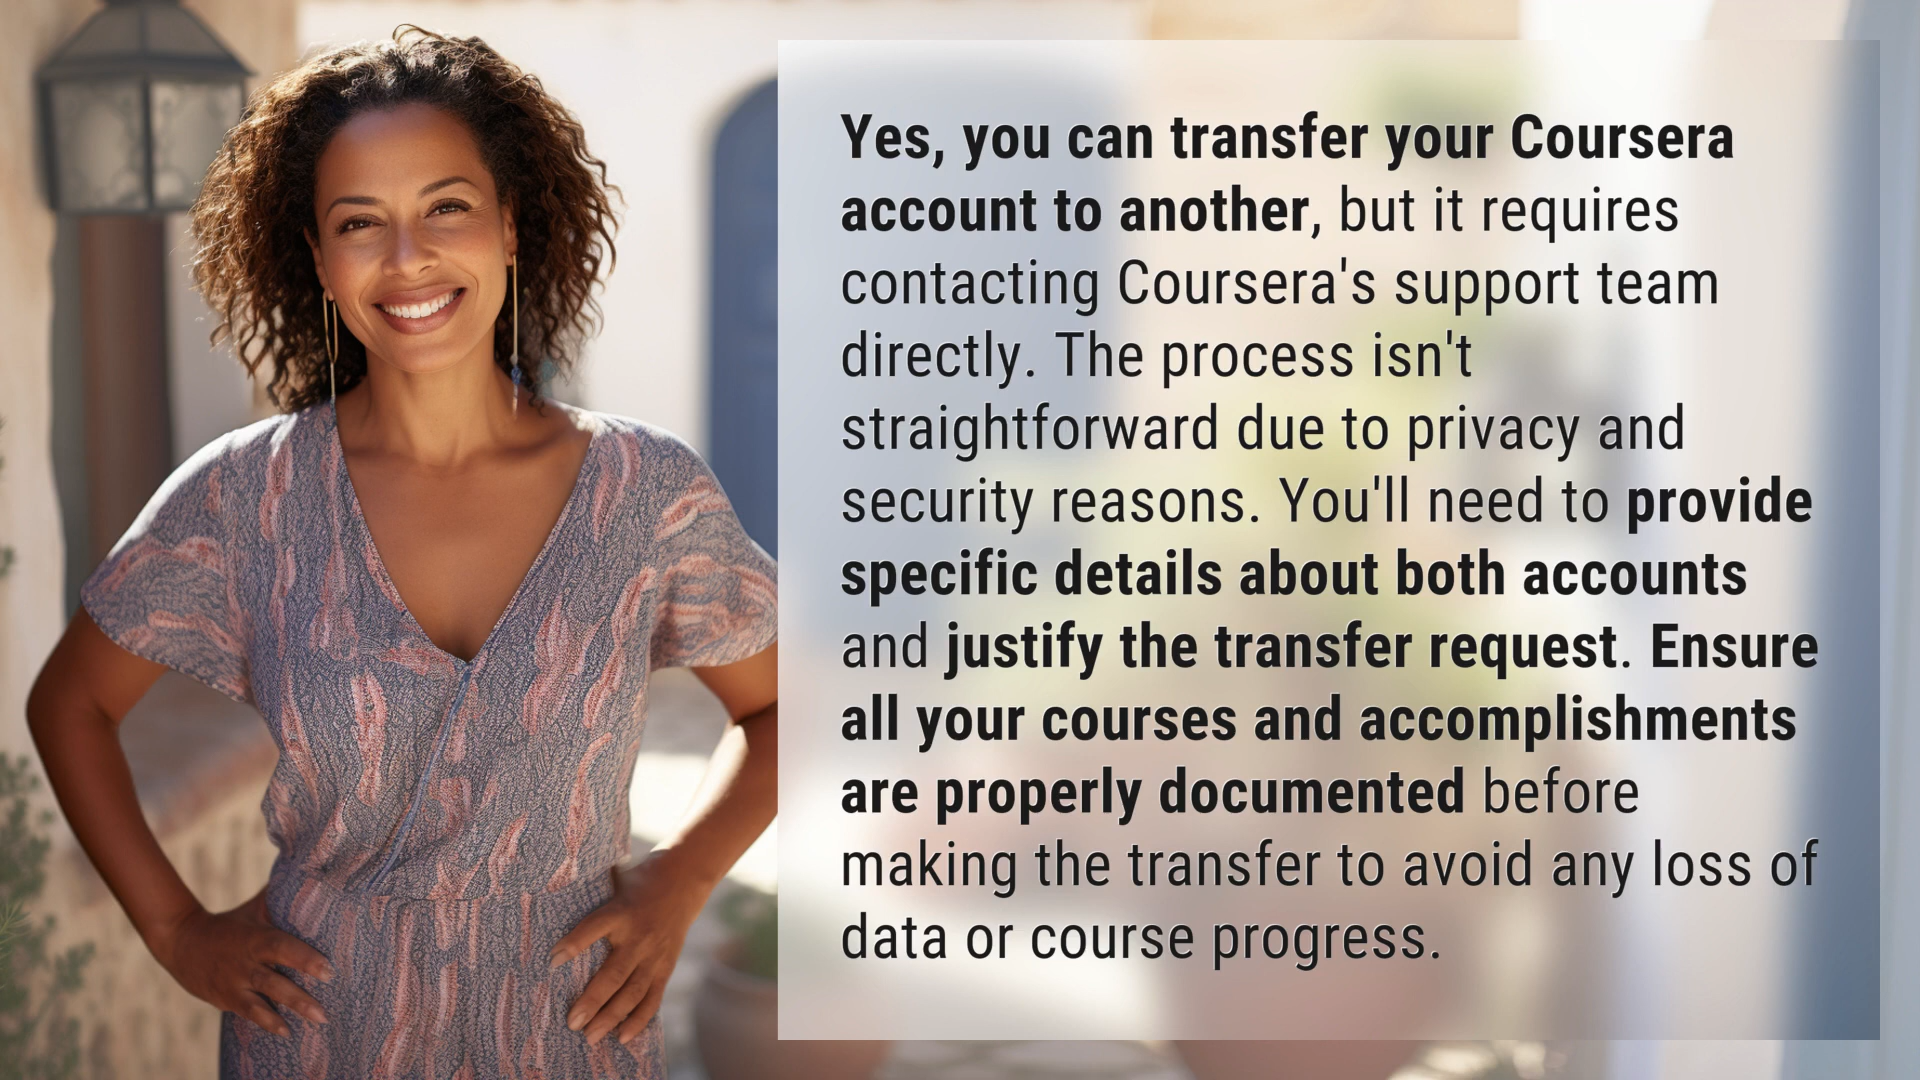 Yes, you can transfer your Coursera
account to another, but it requires
contacting Coursera's support team
directly. The process isn't
straightforward due to privacy and
security reasons. You'll need to provide
specific details about both accounts
and justify the transfer request. Ensure
all your courses and accomplishments
are properly documented before
making the transfer to avoid any loss of
data or course progress.